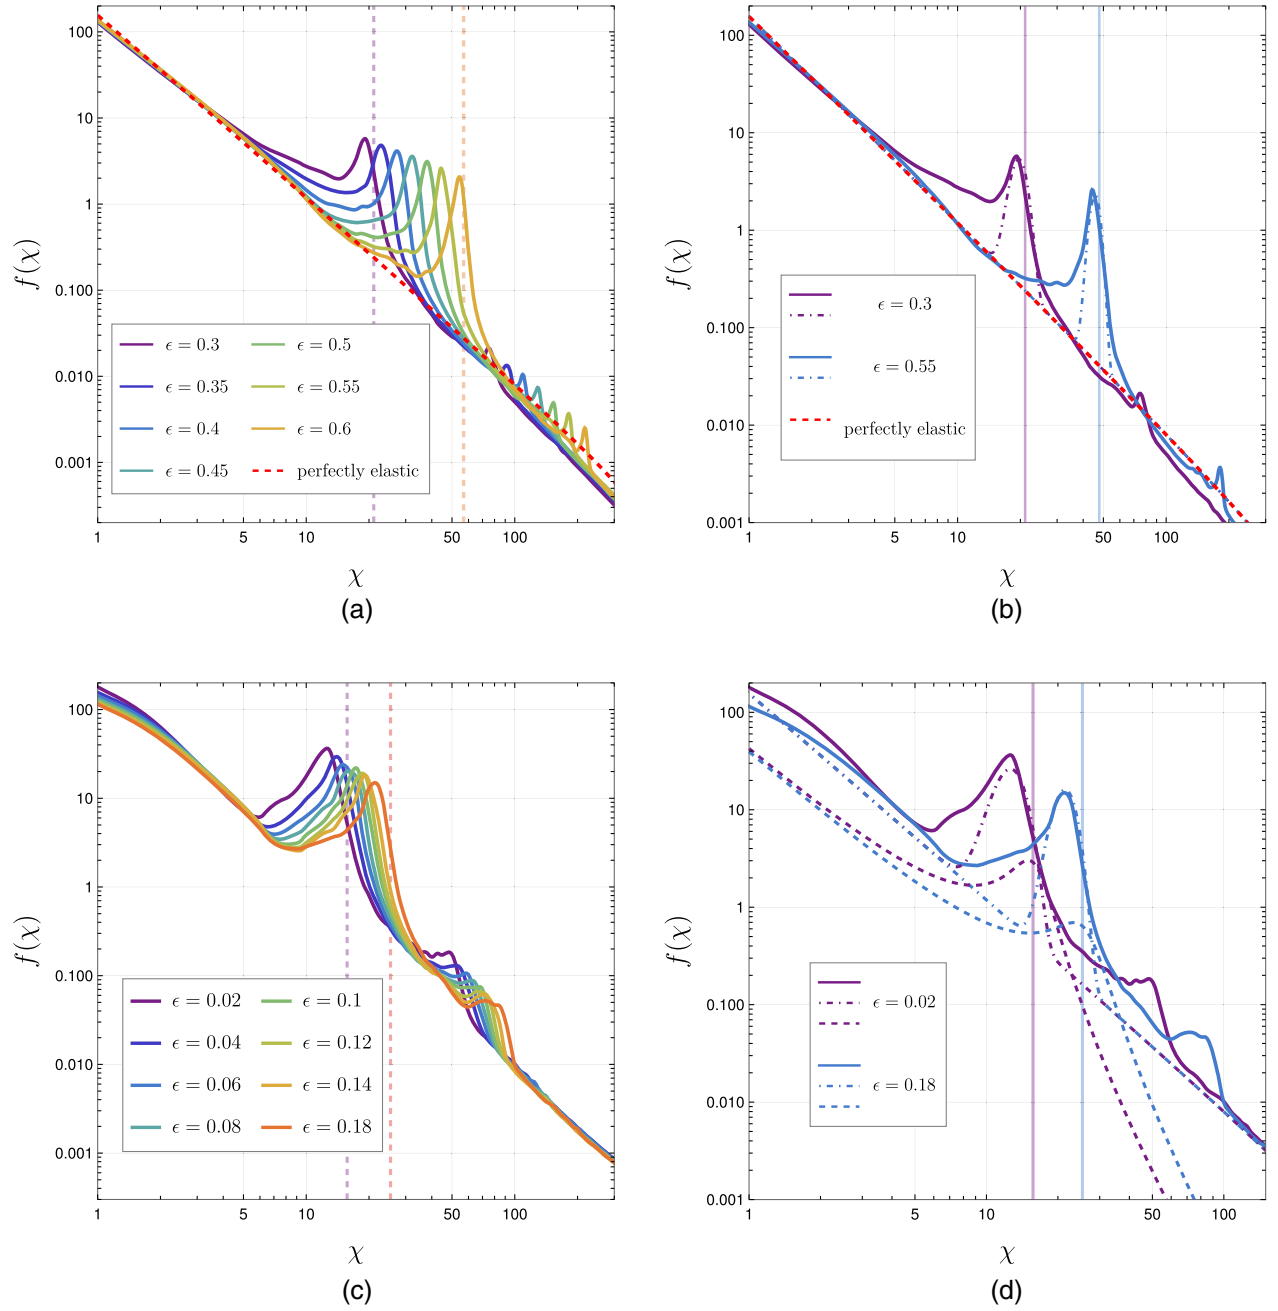 100
10
1
0.100
0.010
0.001
f(χ)
ϵ = 0.3
ϵ = 0.5
ϵ = 0.35
ϵ = 0.55
ϵ = 0.4
ϵ = 0.6
ϵ = 0.45
perfectly elastic
1 5 10 50 100
χ
(a)
100
10
1
0.100
0.010
0.001
f(χ)
ϵ = 0.3
ϵ = 0.55
perfectly elastic
1 5 10 50 100
χ
(b)
100
10
1
0.100
0.010
0.001
f(χ)
ϵ = 0.02
ϵ = 0.1
ϵ = 0.04
ϵ = 0.12
ϵ = 0.06
ϵ = 0.14
ϵ = 0.08
ϵ = 0.18
1 5 10 50 100
χ
(c)
100
10
1
0.100
0.010
0.001
f(χ)
ϵ = 0.02
ϵ = 0.18
1 5 10 50 100
χ
(d)